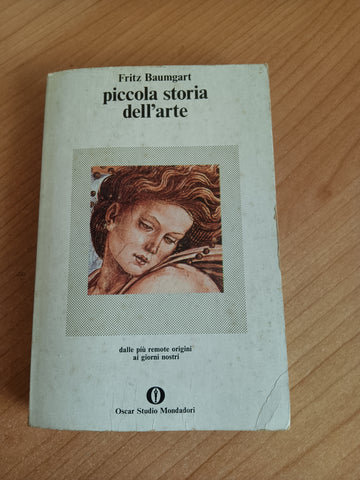 Fritz Baumgart
piccola storia
dell'arte
dalle più remote origini
ai giorni nostri
Oscar Studio Mondadori